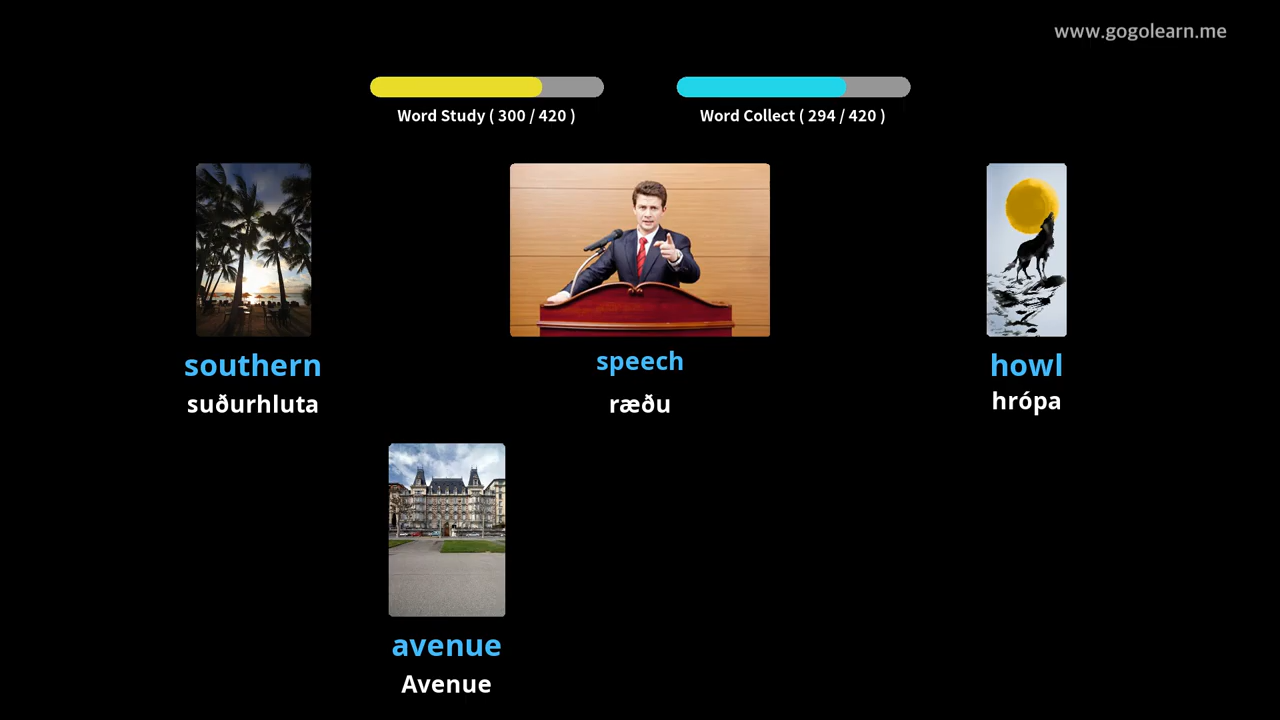 www.gogolearn.me
Word Study ( 300 / 420 )
Word Collect ( 294 / 420 )
southern
suðurhluta
speech
ræðu
howl
hrópa
avenue
Avenue